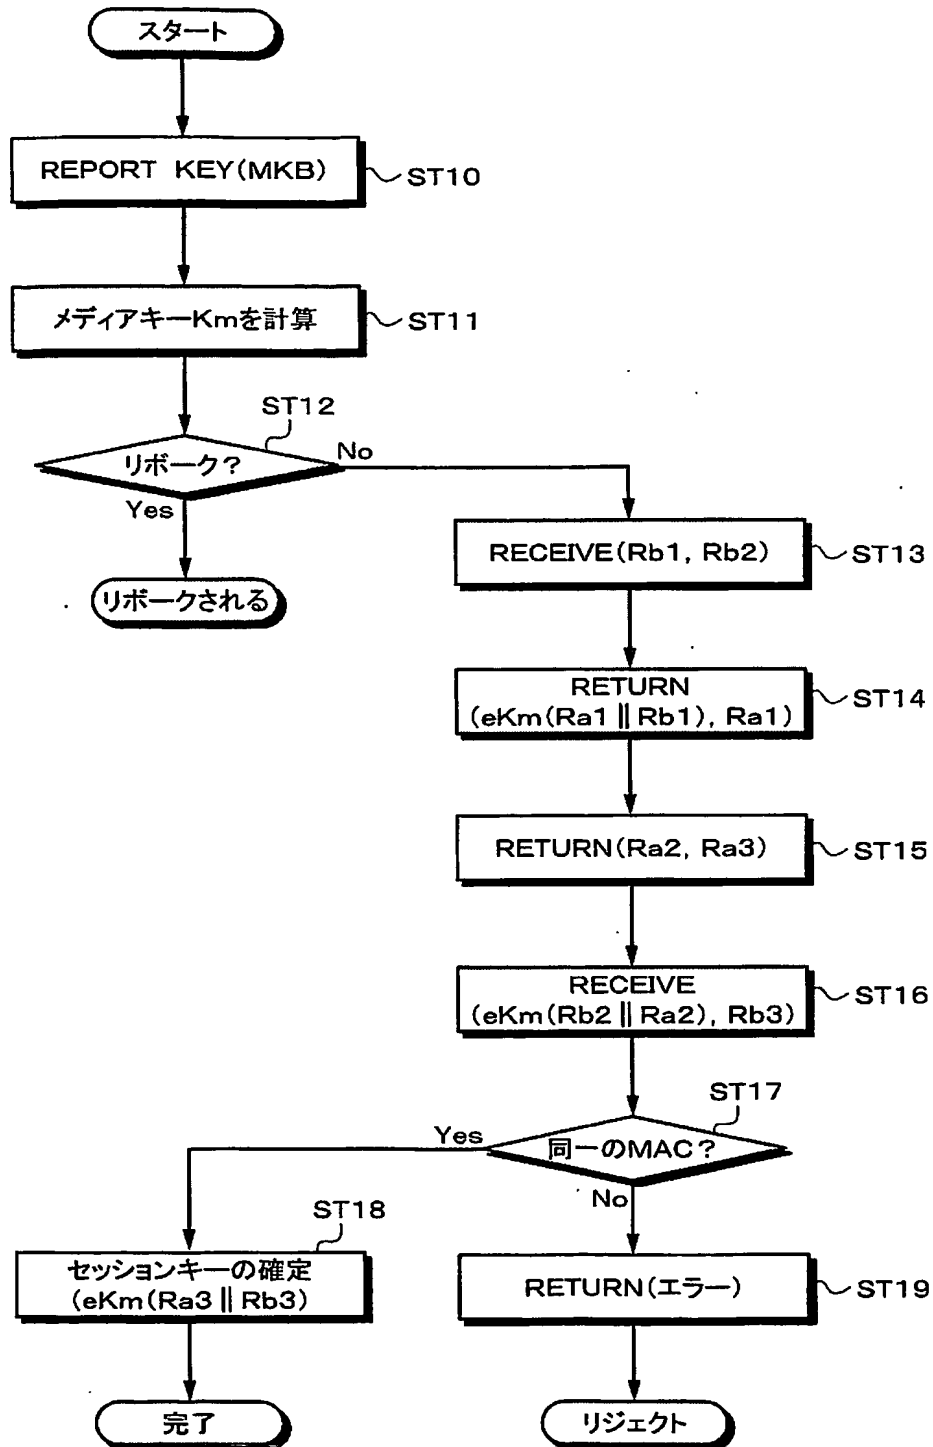 スタート
REPORT KEY(MKB)
ST10
メディアキーKmを計算
ST11
ST12
リボーク?
No
Yes
リボークされる
RECEIVE(Rb1, Rb2)
ST13
RETURN
(eKm(Ra1 || Rb1), Ra1)
ST14
RETURN(Ra2, Ra3)
ST15
RECEIVE
(eKm(Rb2 || Ra2), Rb3)
ST16
ST17
同一のMAC?
Yes
No
ST18
セッションキーの確定
(eKm(Ra3 || Rb3)
RETURN(エラー)
ST19
完了
リジェクト